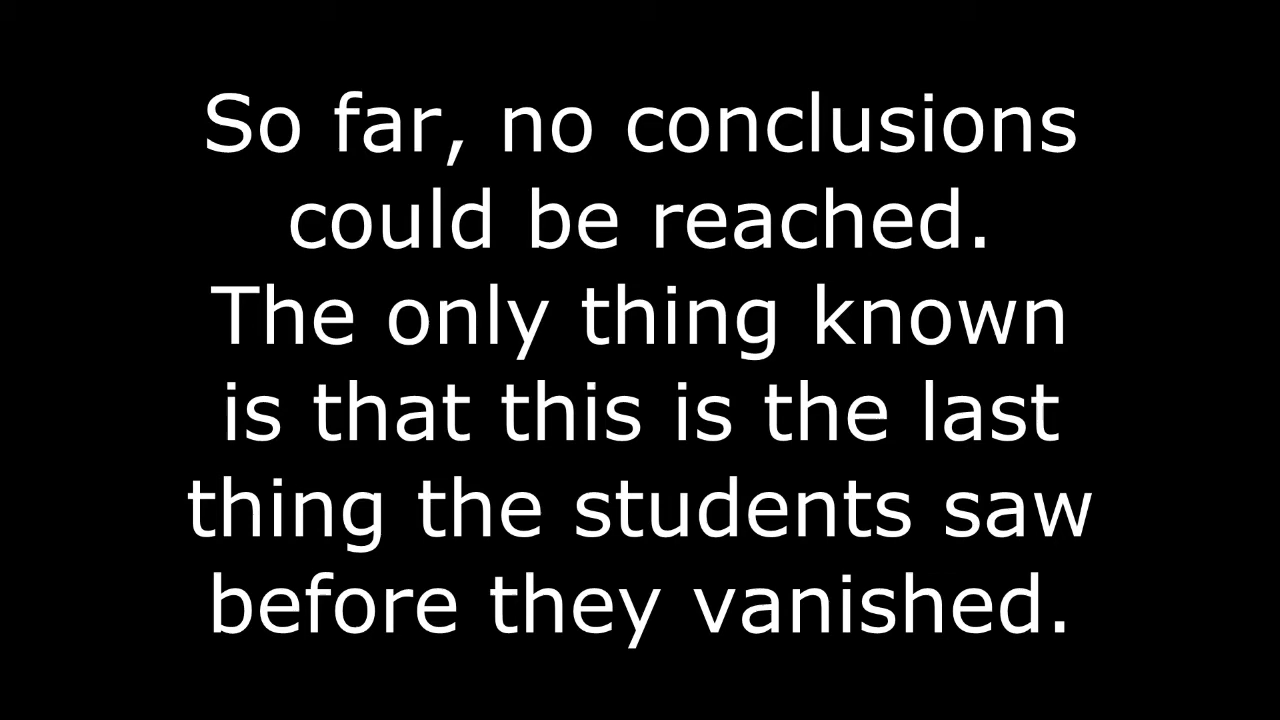 So far, no conclusions
could be reached.
The only thing known
is that this is the last
thing the students saw
before they vanished.